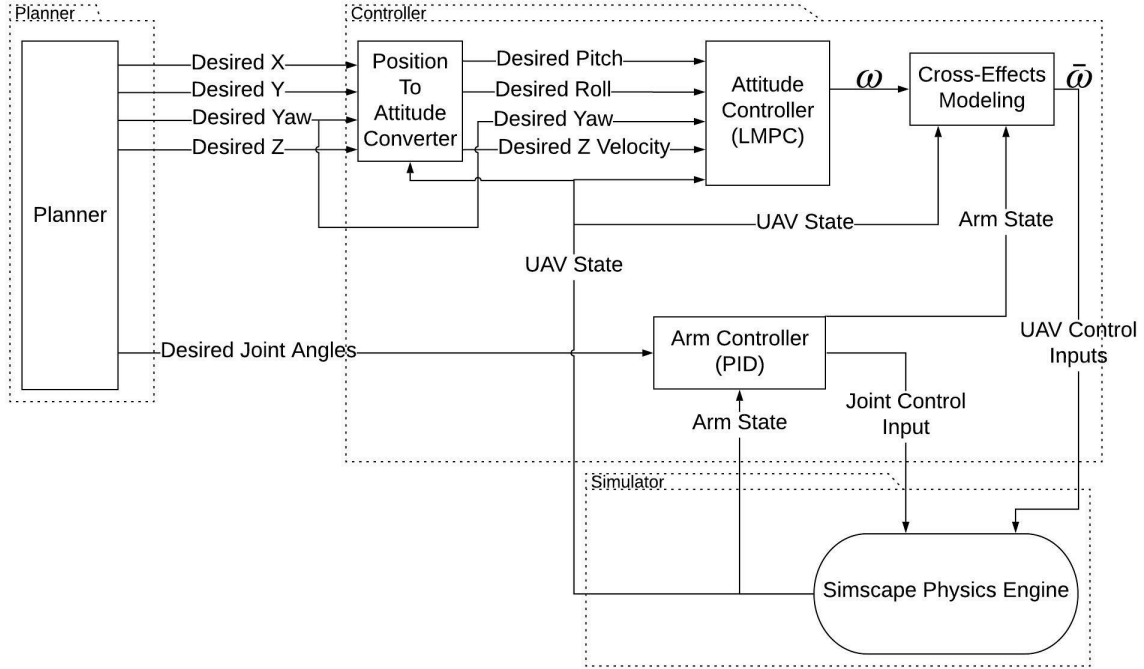 Planner
Controller
Desired X
Desired Y
Desired Yaw
Desired Z
Position
To
Attitude
Converter
Desired Pitch
Desired Roll
Desired Yaw
Desired Z Velocity
Attitude
Controller
(LMPC)
ω
Cross-Effects
Modeling
ω̄
Planner
UAV State
Arm State
UAV State
Desired Joint Angles
Arm Controller
(PID)
UAV Control
Inputs
Joint Control
Input
Arm State
Simulator
Simscape Physics Engine